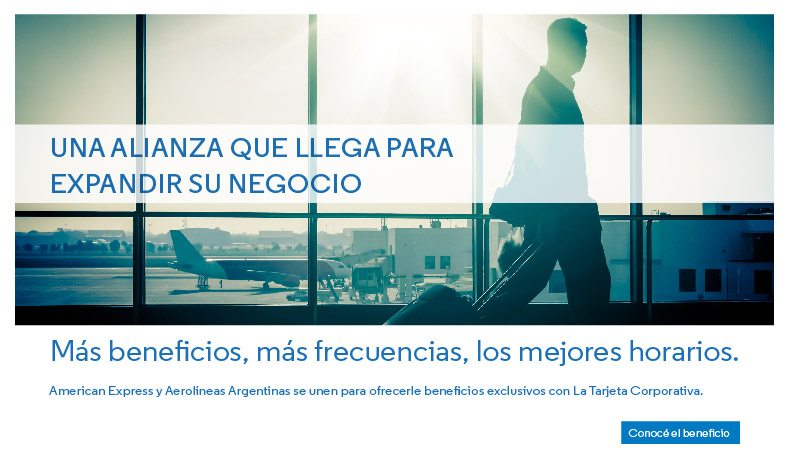 UNA ALIANZA QUE LLEGA PARA
EXPANDIR SU NEGOCIO
Más beneficios, más frecuencias, los mejores horarios.
American Express y Aerolíneas Argentinas se unen para ofrecerle beneficios exclusivos con La Tarjeta Corporativa.
Conocé el beneficio